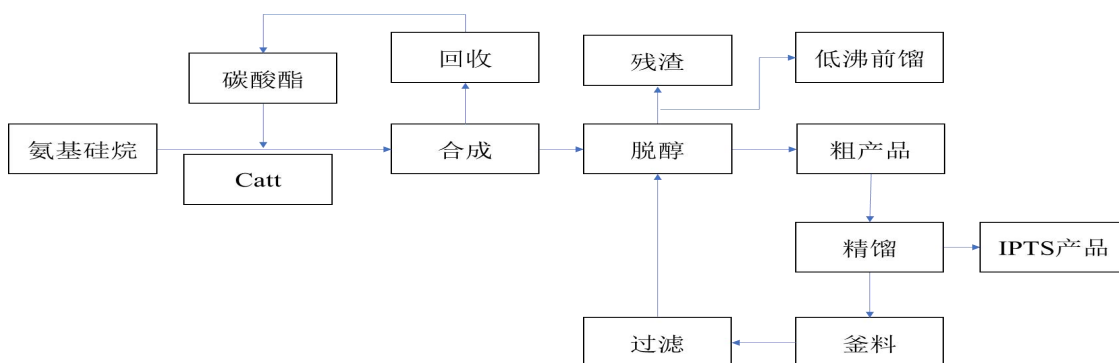 回收
残渣
低沸前馏
碳酸酯
氨基硅烷
合成
脱醇
粗产品
Catt
精馏
IPTS产品
过滤
釜料